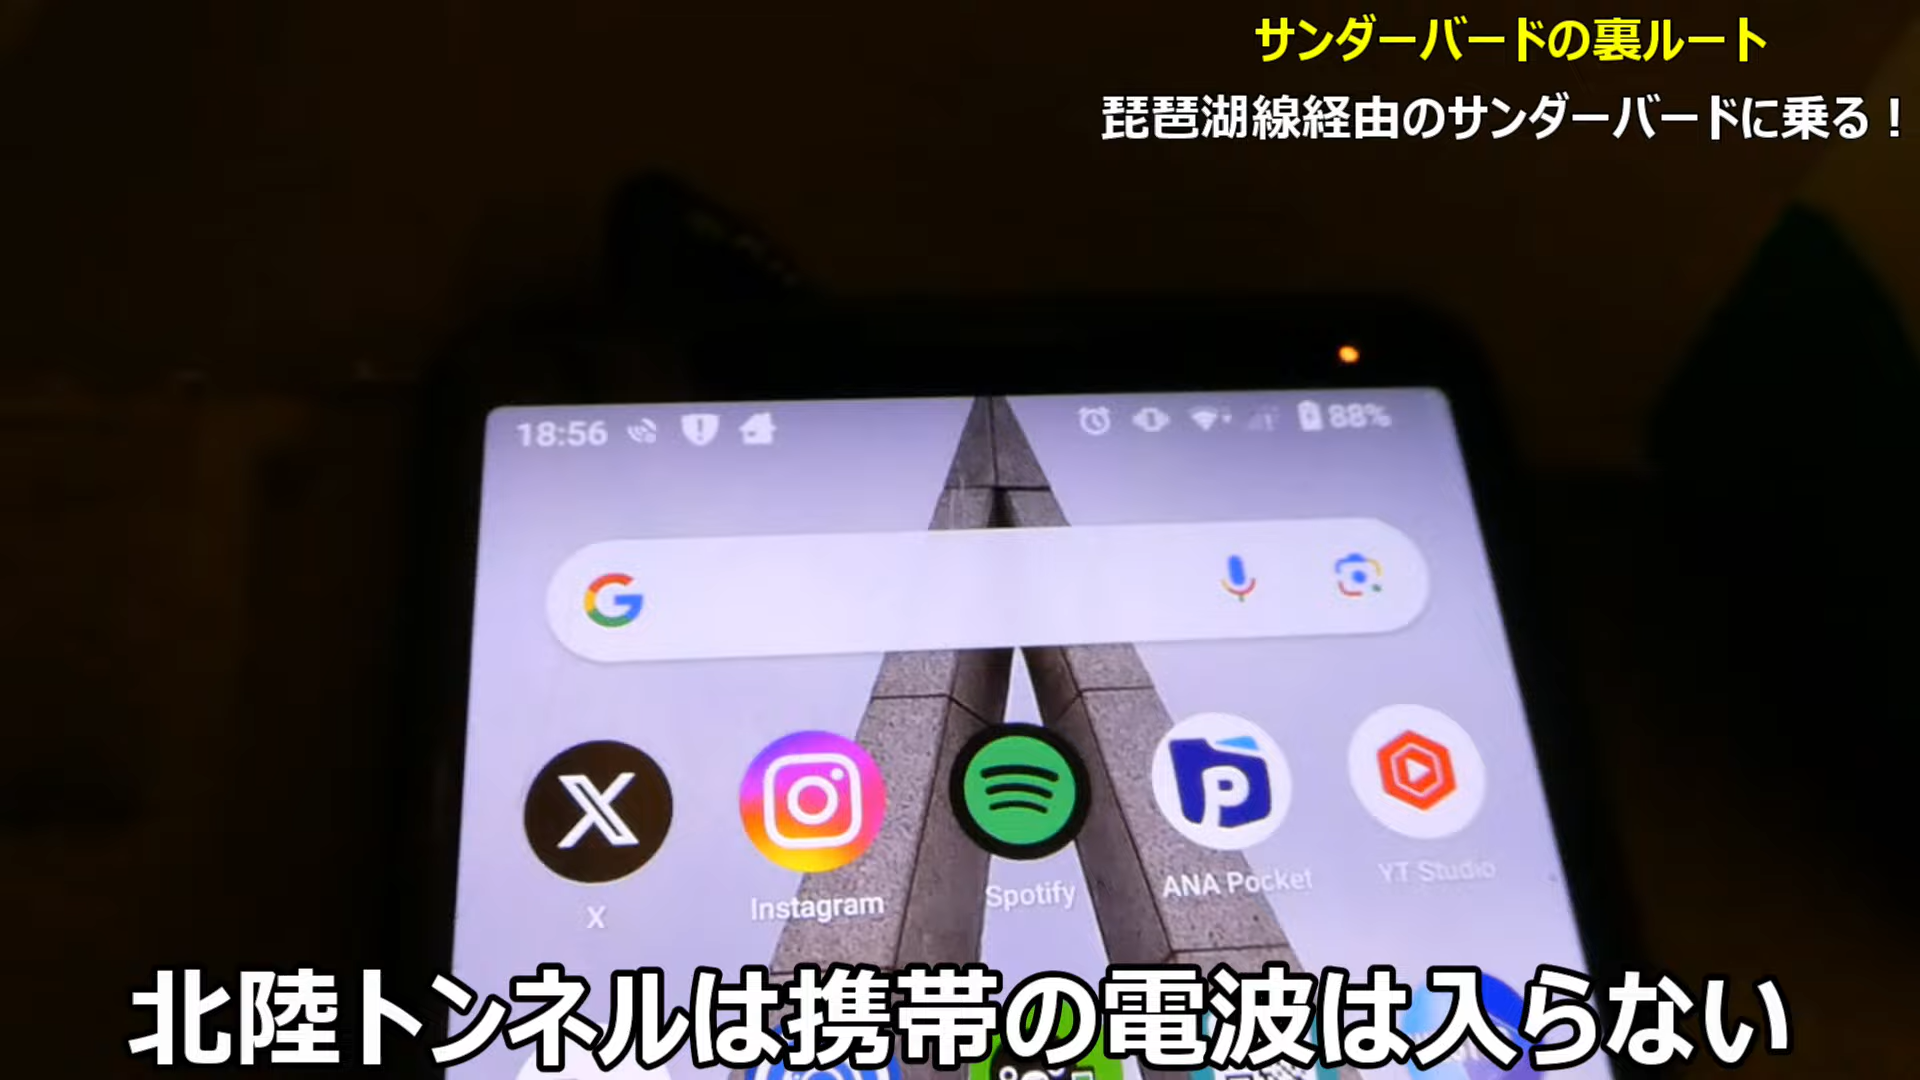 サンダーバードの裏ルート
琵琶湖線経由のサンダーバードに乗る！
18:56
88%
X
Instagram
Spotify
ANA Pocket
YT Studio
北陸トンネルは携帯の電波は入らない